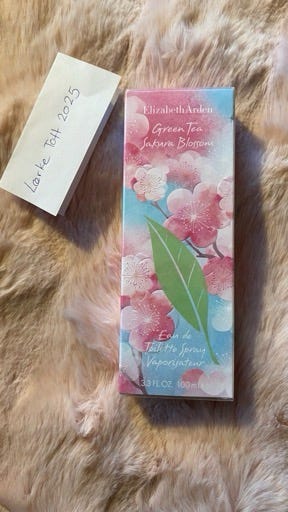 Lærke Toft 2025
Elizabeth Arden
Green Tea
Sakura Blossom
Eau de
Toilette Spray
Vaporisateur
3.3 FL.OZ. 100 ml ℮